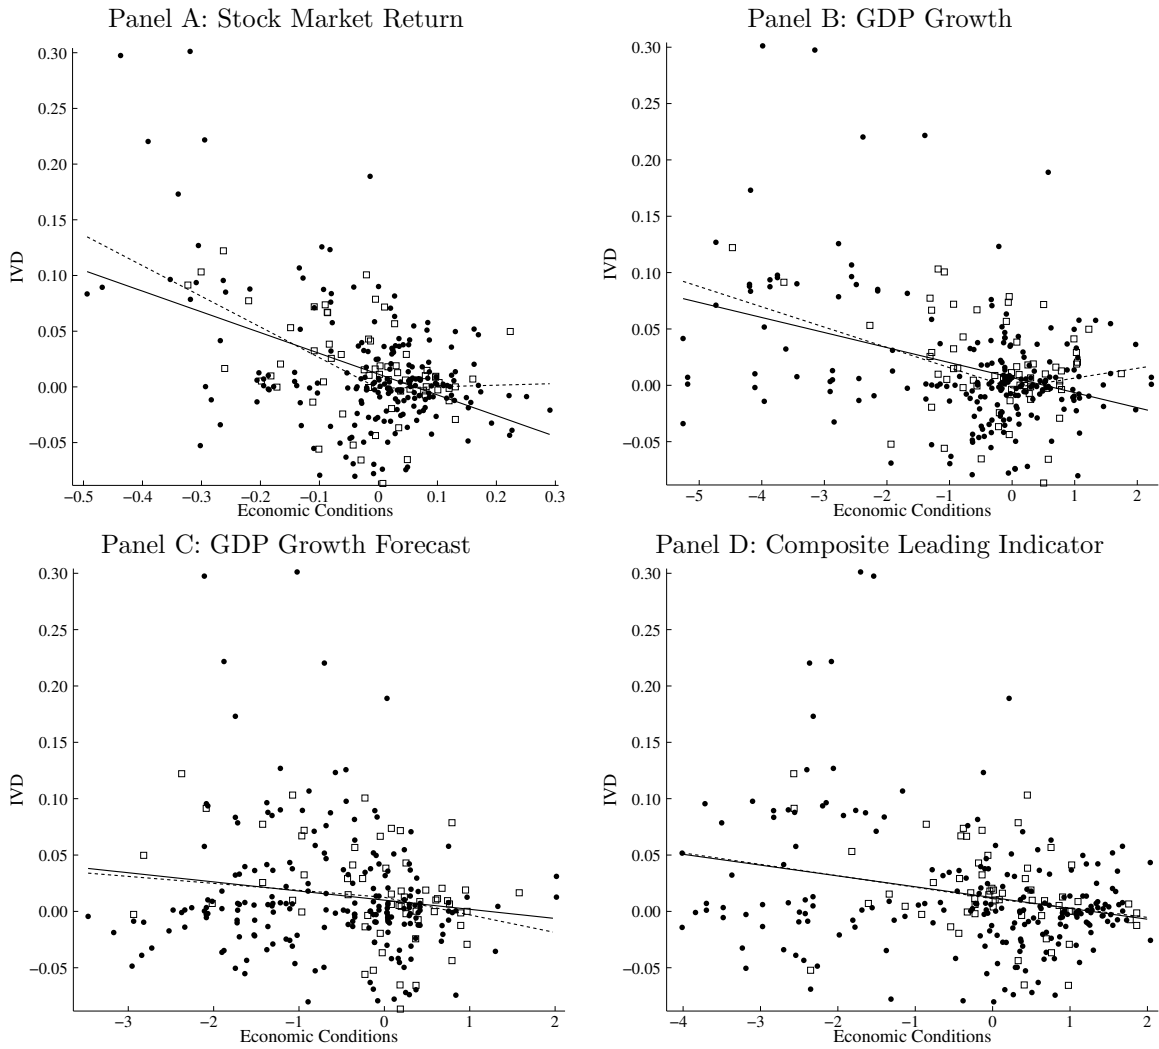 Panel A: Stock Market Return
0.30
0.25
0.20
0.15
0.10
0.05
0.00
−0.05
IVD
−0.5 −0.4 −0.3 −0.2 −0.1 0 0.1 0.2 0.3
Economic Conditions
Panel B: GDP Growth
0.30
0.25
0.20
0.15
0.10
0.05
0.00
−0.05
IVD
−5 −4 −3 −2 −1 0 1 2
Economic Conditions
Panel C: GDP Growth Forecast
0.30
0.25
0.20
0.15
0.10
0.05
0.00
−0.05
IVD
−3 −2 −1 0 1 2
Economic Conditions
Panel D: Composite Leading Indicator
0.30
0.25
0.20
0.15
0.10
0.05
0.00
−0.05
IVD
−4 −3 −2 −1 0 1 2
Economic Conditions